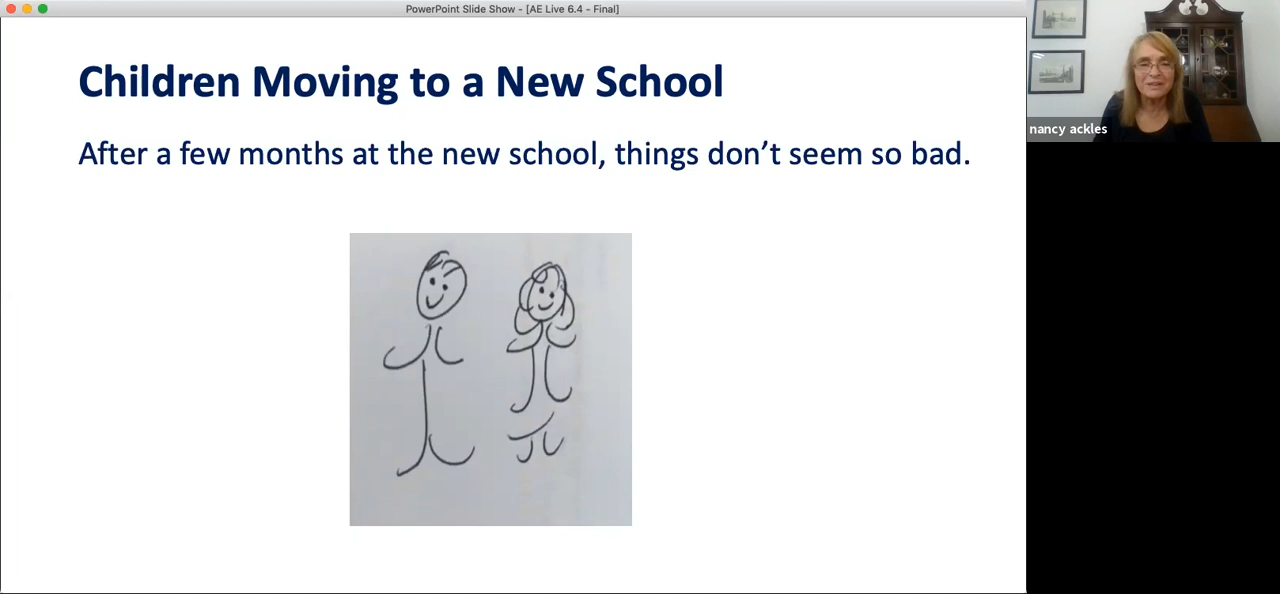 PowerPoint Slide Show - [AE Live 6.4 - Final]
Children Moving to a New School
After a few months at the new school, things don’t seem so bad.
nancy ackles